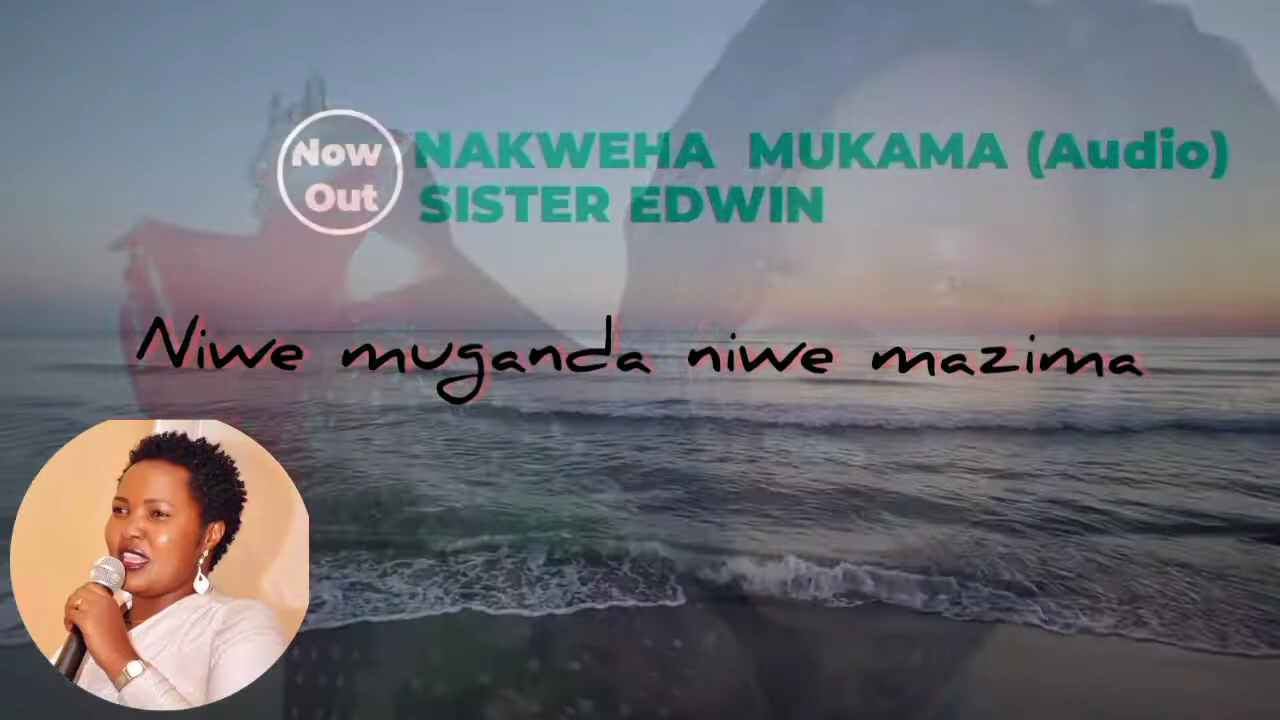 Now
Out
NAKWEHA MUKAMA (Audio)
SISTER EDWIN
Niwe muganda niwe mazima